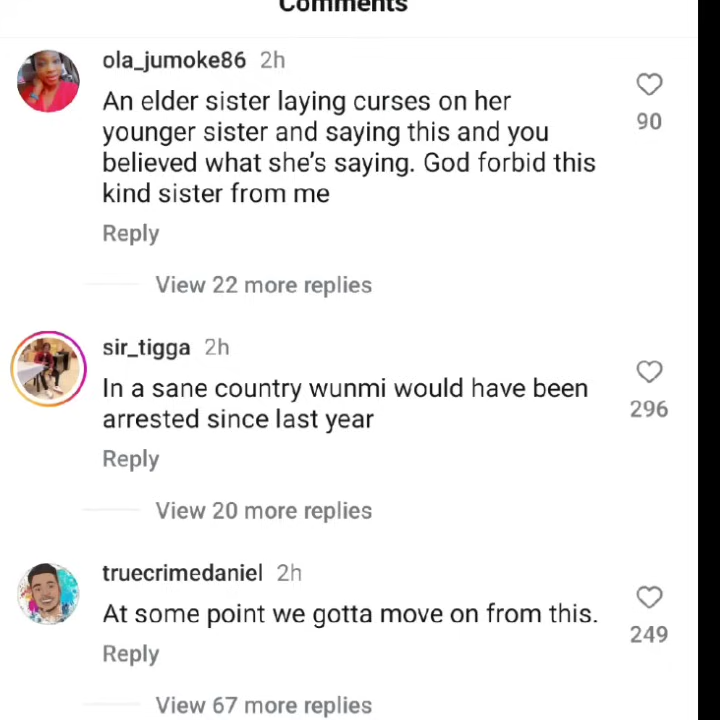 Comments
ola_jumoke86 2h
An elder sister laying curses on her
younger sister and saying this and you
believed what she's saying. God forbid this
kind sister from me
90
Reply
View 22 more replies
sir_tigga 2h
In a sane country wunmi would have been
arrested since last year
296
Reply
View 20 more replies
truecrimedaniel 2h
At some point we gotta move on from this.
249
Reply
View 67 more replies